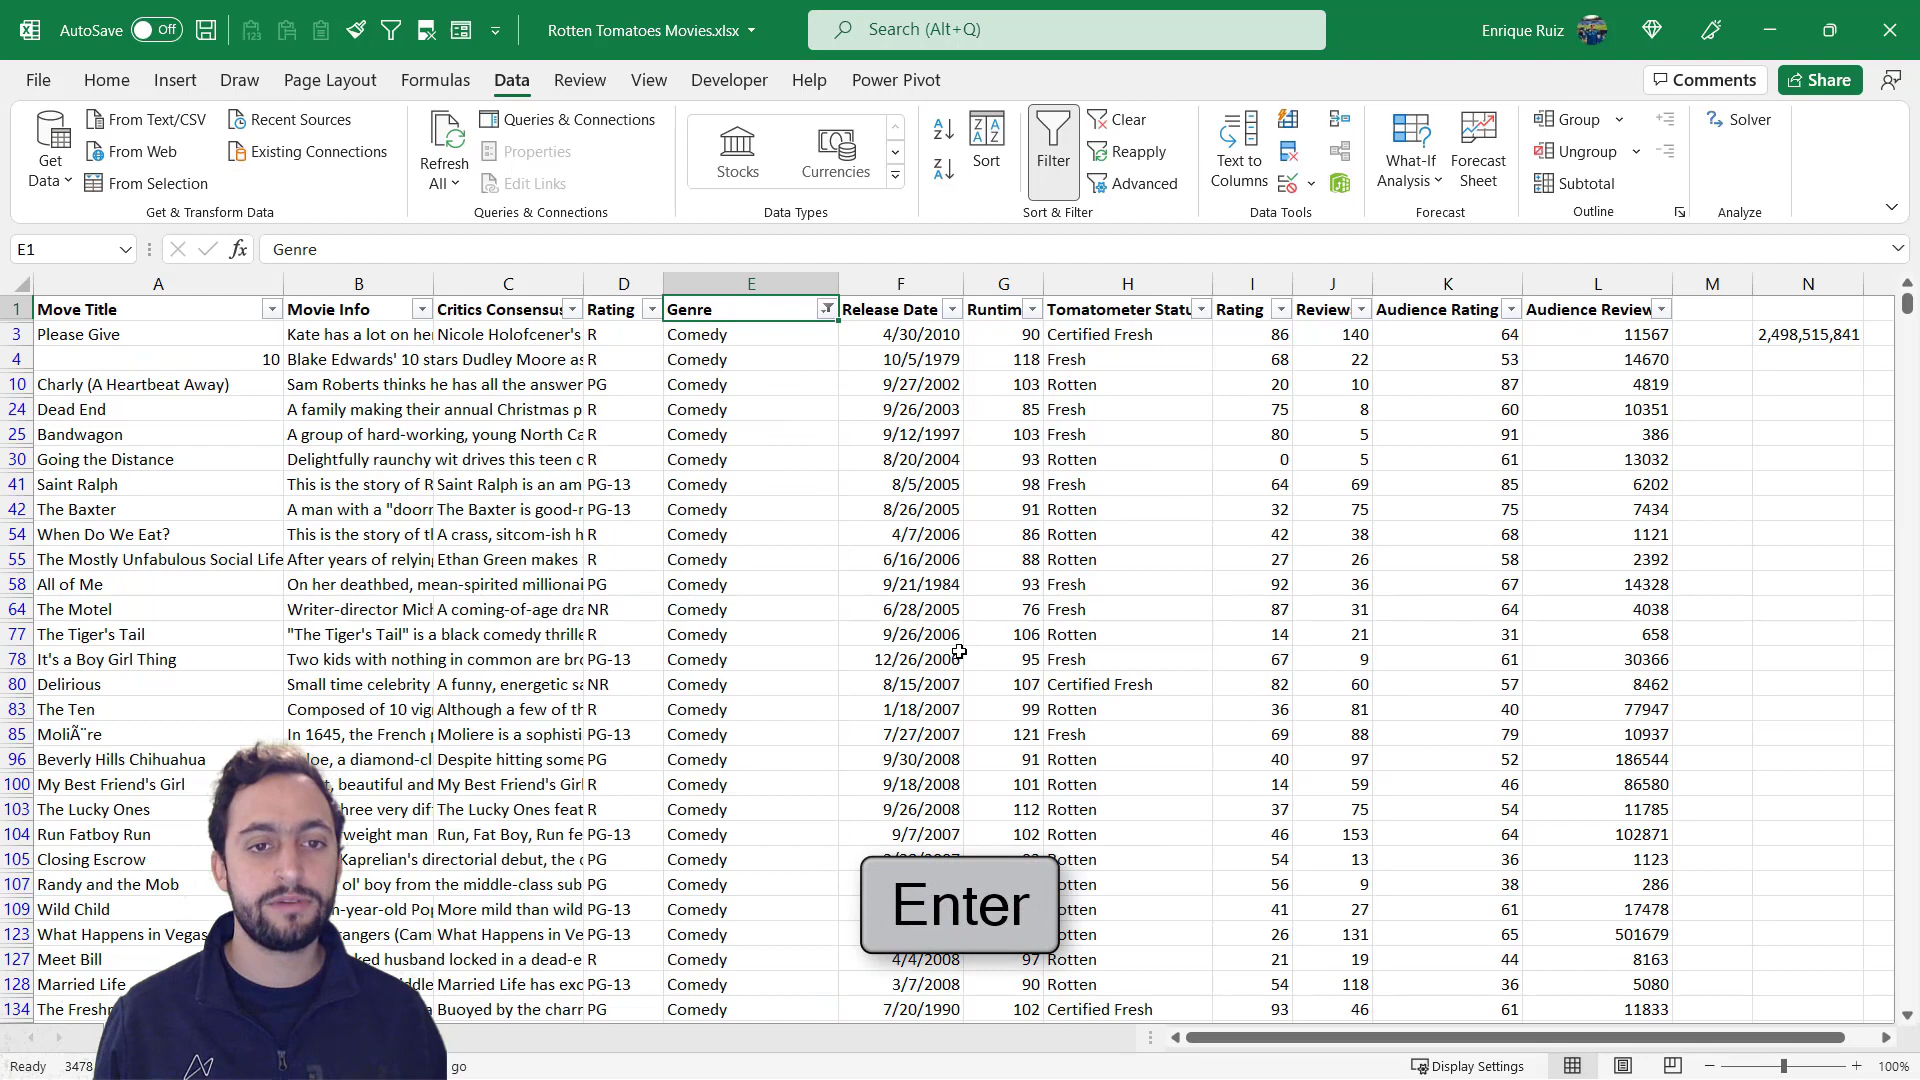 AutoSave Off Rotten Tomatoes Movies.xlsx Search (Alt+Q) Enrique Ruiz
File Home Insert Draw Page Layout Formulas Data Review View Developer Help Power Pivot Comments Share
Get Data From Text/CSV From Web From Selection Recent Sources Existing Connections
Refresh All Queries & Connections Properties Edit Links
Stocks Currencies
Sort Filter Clear Reapply Advanced
Text to Columns
What-If Analysis Forecast Sheet
Group Ungroup Subtotal
Solver
Get & Transform Data Queries & Connections Data Types Sort & Filter Data Tools Forecast Outline Analyze
E1 fx Genre
A B C D E F G H I J K L M N
1 Move Title Movie Info Critics Consensus Rating Genre Release Date Runtim Tomatometer Statu Rating Review Audience Rating Audience Review
3 Please Give Kate has a lot on her Nicole Holofcener's R Comedy 4/30/2010 90 Certified Fresh 86 140 64 11567 2,498,515,841
4 10 Blake Edwards' 10 stars Dudley Moore as R Comedy 10/5/1979 118 Fresh 68 22 53 14670
10 Charly (A Heartbeat Away) Sam Roberts thinks he has all the answer PG Comedy 9/27/2002 103 Rotten 20 10 87 4819
24 Dead End A family making their annual Christmas p R Comedy 9/26/2003 85 Fresh 75 8 60 10351
25 Bandwagon A group of hard-working, young North Ca R Comedy 9/12/1997 103 Fresh 80 5 91 386
30 Going the Distance Delightfully raunchy wit drives this teen c R Comedy 8/20/2004 93 Rotten 0 5 61 13032
41 Saint Ralph This is the story of R Saint Ralph is an am PG-13 Comedy 8/5/2005 98 Fresh 64 69 85 6202
42 The Baxter A man with a "doorn The Baxter is good-n PG-13 Comedy 8/26/2005 91 Rotten 32 75 75 7434
54 When Do We Eat? This is the story of th A crass, sitcom-ish h R Comedy 4/7/2006 86 Rotten 42 38 68 1121
55 The Mostly Unfabulous Social Life After years of relying Ethan Green makes R Comedy 6/16/2006 88 Rotten 27 26 58 2392
58 All of Me On her deathbed, mean-spirited millionai PG Comedy 9/21/1984 93 Fresh 92 36 67 14328
64 The Motel Writer-director Mich A coming-of-age dra NR Comedy 6/28/2005 76 Fresh 87 31 64 4038
77 The Tiger's Tail "The Tiger's Tail" is a black comedy thrille R Comedy 9/26/2006 106 Rotten 14 21 31 658
78 It's a Boy Girl Thing Two kids with nothing in common are bro PG-13 Comedy 12/26/2006 95 Fresh 67 9 61 30366
80 Delirious Small time celebrity A funny, energetic sa NR Comedy 8/15/2007 107 Certified Fresh 82 60 57 8462
83 The Ten Composed of 10 vign Although a few of th R Comedy 1/18/2007 99 Rotten 36 81 40 77947
85 MoliÃ¨re In 1645, the French Moliere is a sophisti PG-13 Comedy 7/27/2007 121 Fresh 69 88 79 10937
96 Beverly Hills Chihuahua loe, a diamond-cl Despite hitting some PG Comedy 9/30/2008 91 Rotten 40 97 52 186544
100 My Best Friend's Girl t, beautiful and My Best Friend's Girl R Comedy 9/18/2008 101 Rotten 14 59 46 86580
103 The Lucky Ones hree very dif The Lucky Ones feat R Comedy 9/26/2008 112 Rotten 37 75 54 11785
104 Run Fatboy Run weight man Run, Fat Boy, Run fe PG-13 Comedy 9/7/2007 102 Rotten 46 153 64 102871
105 Closing Escrow Kaprelian's directorial debut, the c PG Comedy otten 54 13 36 1123
107 Randy and the Mob ol' boy from the middle-class sub PG Comedy otten 56 9 38 286
109 Wild Child n-year-old Pop More mild than wild PG-13 Comedy otten 41 27 61 17478
123 What Happens in Vegas rangers (Cam What Happens in Ve PG-13 Comedy otten 26 131 65 501679
127 Meet Bill ked husband locked in a dead-e R Comedy 4/4/2008 97 Rotten 21 19 44 8163
128 Married Life iddle Married Life has exc PG-13 Comedy 3/7/2008 90 Rotten 54 118 36 5080
134 The Freshn a Buoyed by the charr PG Comedy 7/20/1990 102 Certified Fresh 93 46 61 11833
Enter
Ready 3478 go Display Settings 100%